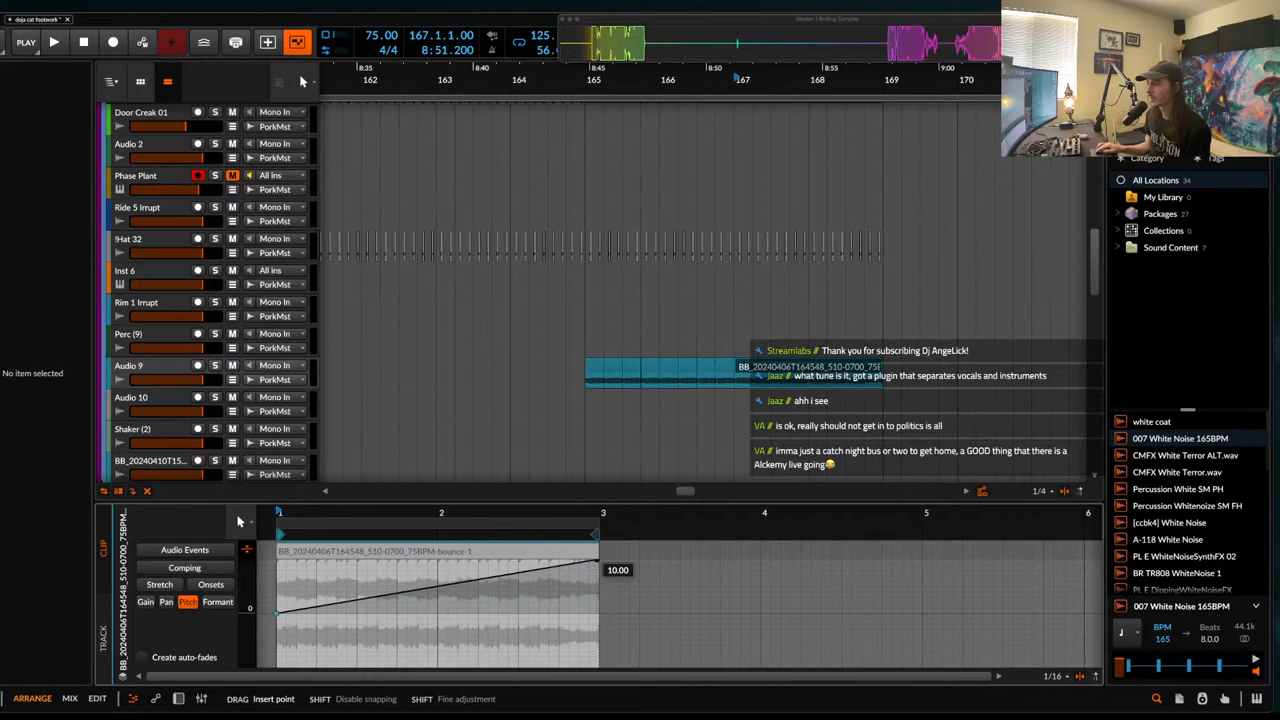 doja cat footwork *
Master / Rolling Sampler
PLAY
75.00
4/4
167.1.1.00
8:51.200
125.
56.
8:35
8:40
8:45
8:50
8:55
9:00
162
163
164
165
166
167
168
169
170
Door Creak 01
S
M
Mono In
PorkMst
Audio 2
S
M
Mono In
PorkMst
Phase Plant
S
M
All ins
PorkMst
Ride 5 Irrupt
S
M
Mono In
PorkMst
!Hat 32
S
M
Mono In
PorkMst
Inst 6
S
M
All ins
PorkMst
Rim 1 Irrupt
S
M
Mono In
PorkMst
Perc (9)
S
M
Mono In
PorkMst
Audio 9
S
M
Mono In
PorkMst
Audio 10
S
M
Mono In
PorkMst
Shaker (2)
S
M
Mono In
PorkMst
BB_20240410T15...
S
M
Mono In
PorkMst
No item selected
BB_20240406T164548_510-0700_75B
Streamlabs // Thank you for subscribing Dj AngeLick!
Jaaz // what tune is it, got a plugin that separates vocals and instruments
Jaaz // ahh i see
VA // is ok, really should not get in to politics is all
VA // imma just a catch night bus or two to get home, a GOOD thing that there is a
Alckemy live going
1/4
Category
Tags
All Locations 34
My Library 0
Packages 27
Collections 0
Sound Content 7
white coat
007 White Noise 165BPM
CMFX White Terror ALT.wav
CMFX White Terror.wav
Percussion White SM PH
Percussion Whitenoize SM FH
[ccbk4] White Noise
A-118 White Noise
PL E WhiteNoiseSynthFX 02
BR TR808 WhiteNoise 1
PL E DippingWhiteNoiseFX
007 White Noise 165BPM
BPM
165
Beats
8.0
44.1k
CLIP
TRACK
BB_20240406T164548_510-0700_75BPM...
Audio Events
Comping
Stretch
Onsets
Gain
Pan
Pitch
Formant
Create auto-fades
0
1
2
3
4
5
6
BB_20240406T164548_510-0700_75BPM-bounce-1
10.00
1/16
ARRANGE
MIX
EDIT
DRAG Insert point
SHIFT Disable snapping
SHIFT Fine adjustment